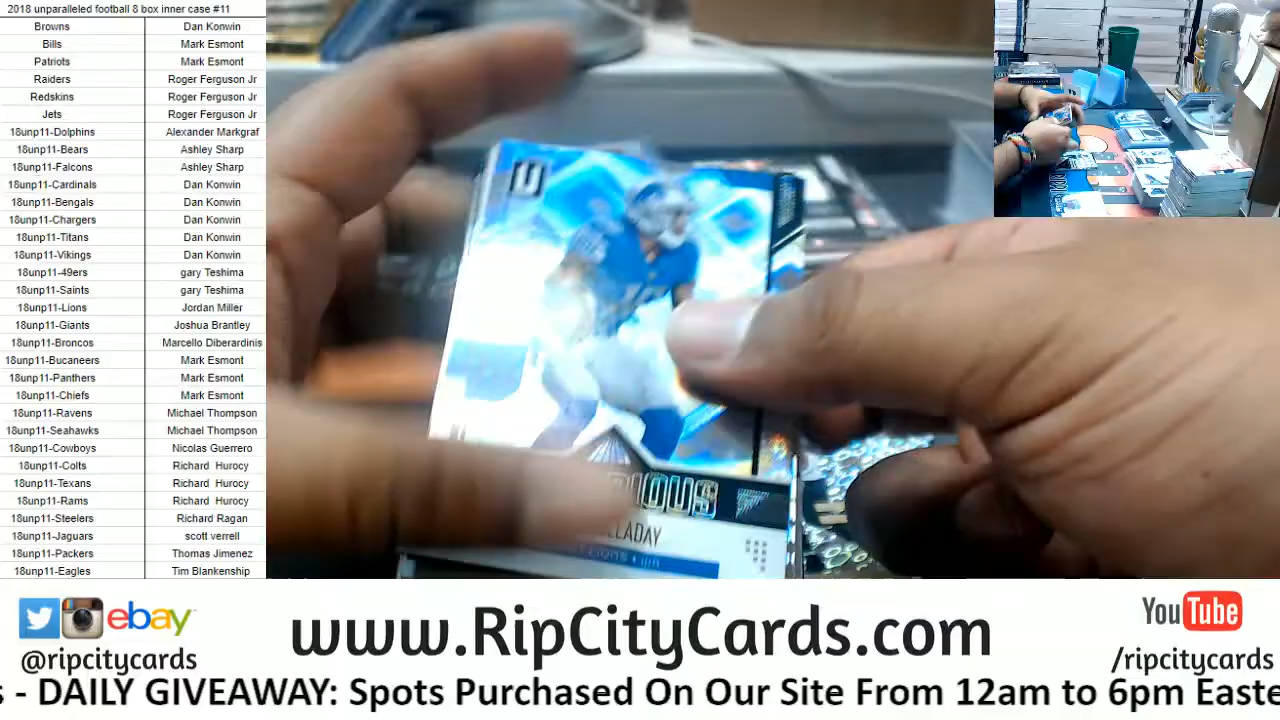 2018 unparalleled football 8 box inner case #11
Browns Dan Konwin
Bills Mark Esmont
Patriots Mark Esmont
Raiders Roger Ferguson Jr
Redskins Roger Ferguson Jr
Jets Roger Ferguson Jr
18unp11-Dolphins Alexander Markgraf
18unp11-Bears Ashley Sharp
18unp11-Falcons Ashley Sharp
18unp11-Cardinals Dan Konwin
18unp11-Bengals Dan Konwin
18unp11-Chargers Dan Konwin
18unp11-Titans Dan Konwin
18unp11-Vikings Dan Konwin
18unp11-49ers gary Teshima
18unp11-Saints gary Teshima
18unp11-Lions Jordan Miller
18unp11-Giants Joshua Brantley
18unp11-Broncos Marcello Diberardinis
18unp11-Bucaneers Mark Esmont
18unp11-Panthers Mark Esmont
18unp11-Chiefs Mark Esmont
18unp11-Ravens Michael Thompson
18unp11-Seahawks Michael Thompson
18unp11-Cowboys Nicolas Guerrero
18unp11-Colts Richard Hurocy
18unp11-Texans Richard Hurocy
18unp11-Rams Richard Hurocy
18unp11-Steelers Richard Ragan
18unp11-Jaguars scott verrell
18unp11-Packers Thomas Jimenez
18unp11-Eagles Tim Blankenship
LLADAY
ebay
@ripcitycards
www.RipCityCards.com
YouTube
/ripcitycards
s - DAILY GIVEAWAY: Spots Purchased On Our Site From 12am to 6pm Easte